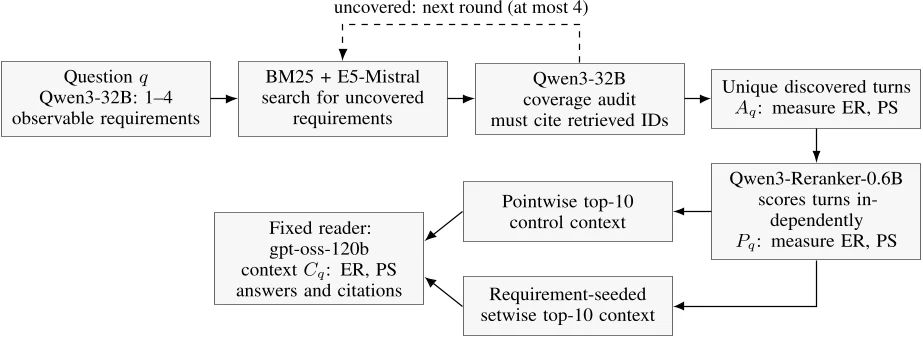 uncovered: next round (at most 4)
Question q
Qwen3-32B: 1–4
observable requirements
BM25 + E5-Mistral
search for uncovered
requirements
Qwen3-32B
coverage audit
must cite retrieved IDs
Unique discovered turns
A_q: measure ER, PS
Qwen3-Reranker-0.6B
scores turns in-
dependently
P_q: measure ER, PS
Pointwise top-10
control context
Requirement-seeded
setwise top-10 context
Fixed reader:
gpt-oss-120b
context C_q: ER, PS
answers and citations